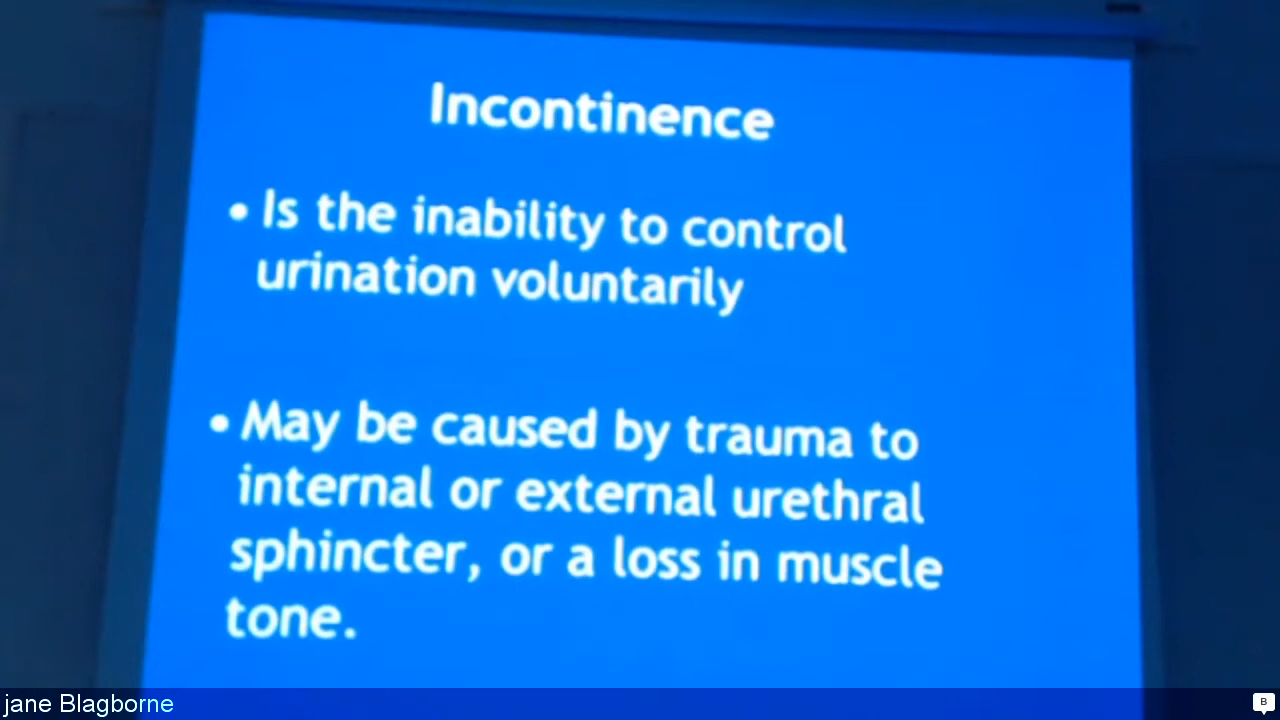 Incontinence
• Is the inability to control
urination voluntarily
• May be caused by trauma to
internal or external urethral
sphincter, or a loss in muscle
tone.
jane Blagborne
B